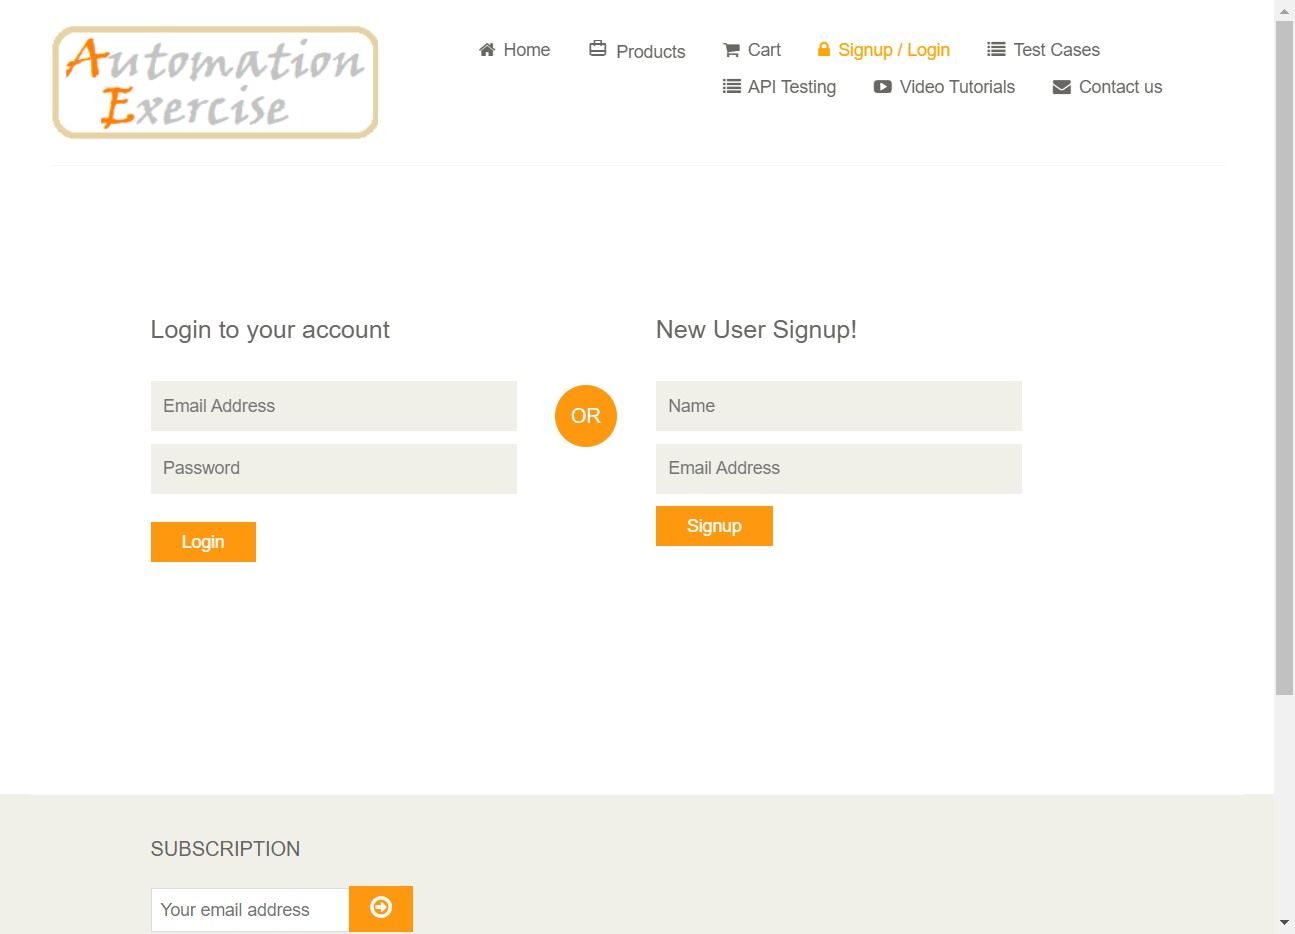 Automation
Exercise
Home
Products
Cart
Signup / Login
Test Cases
API Testing
Video Tutorials
Contact us
Login to your account
Email Address
Password
Login
OR
New User Signup!
Name
Email Address
Signup
SUBSCRIPTION
Your email address